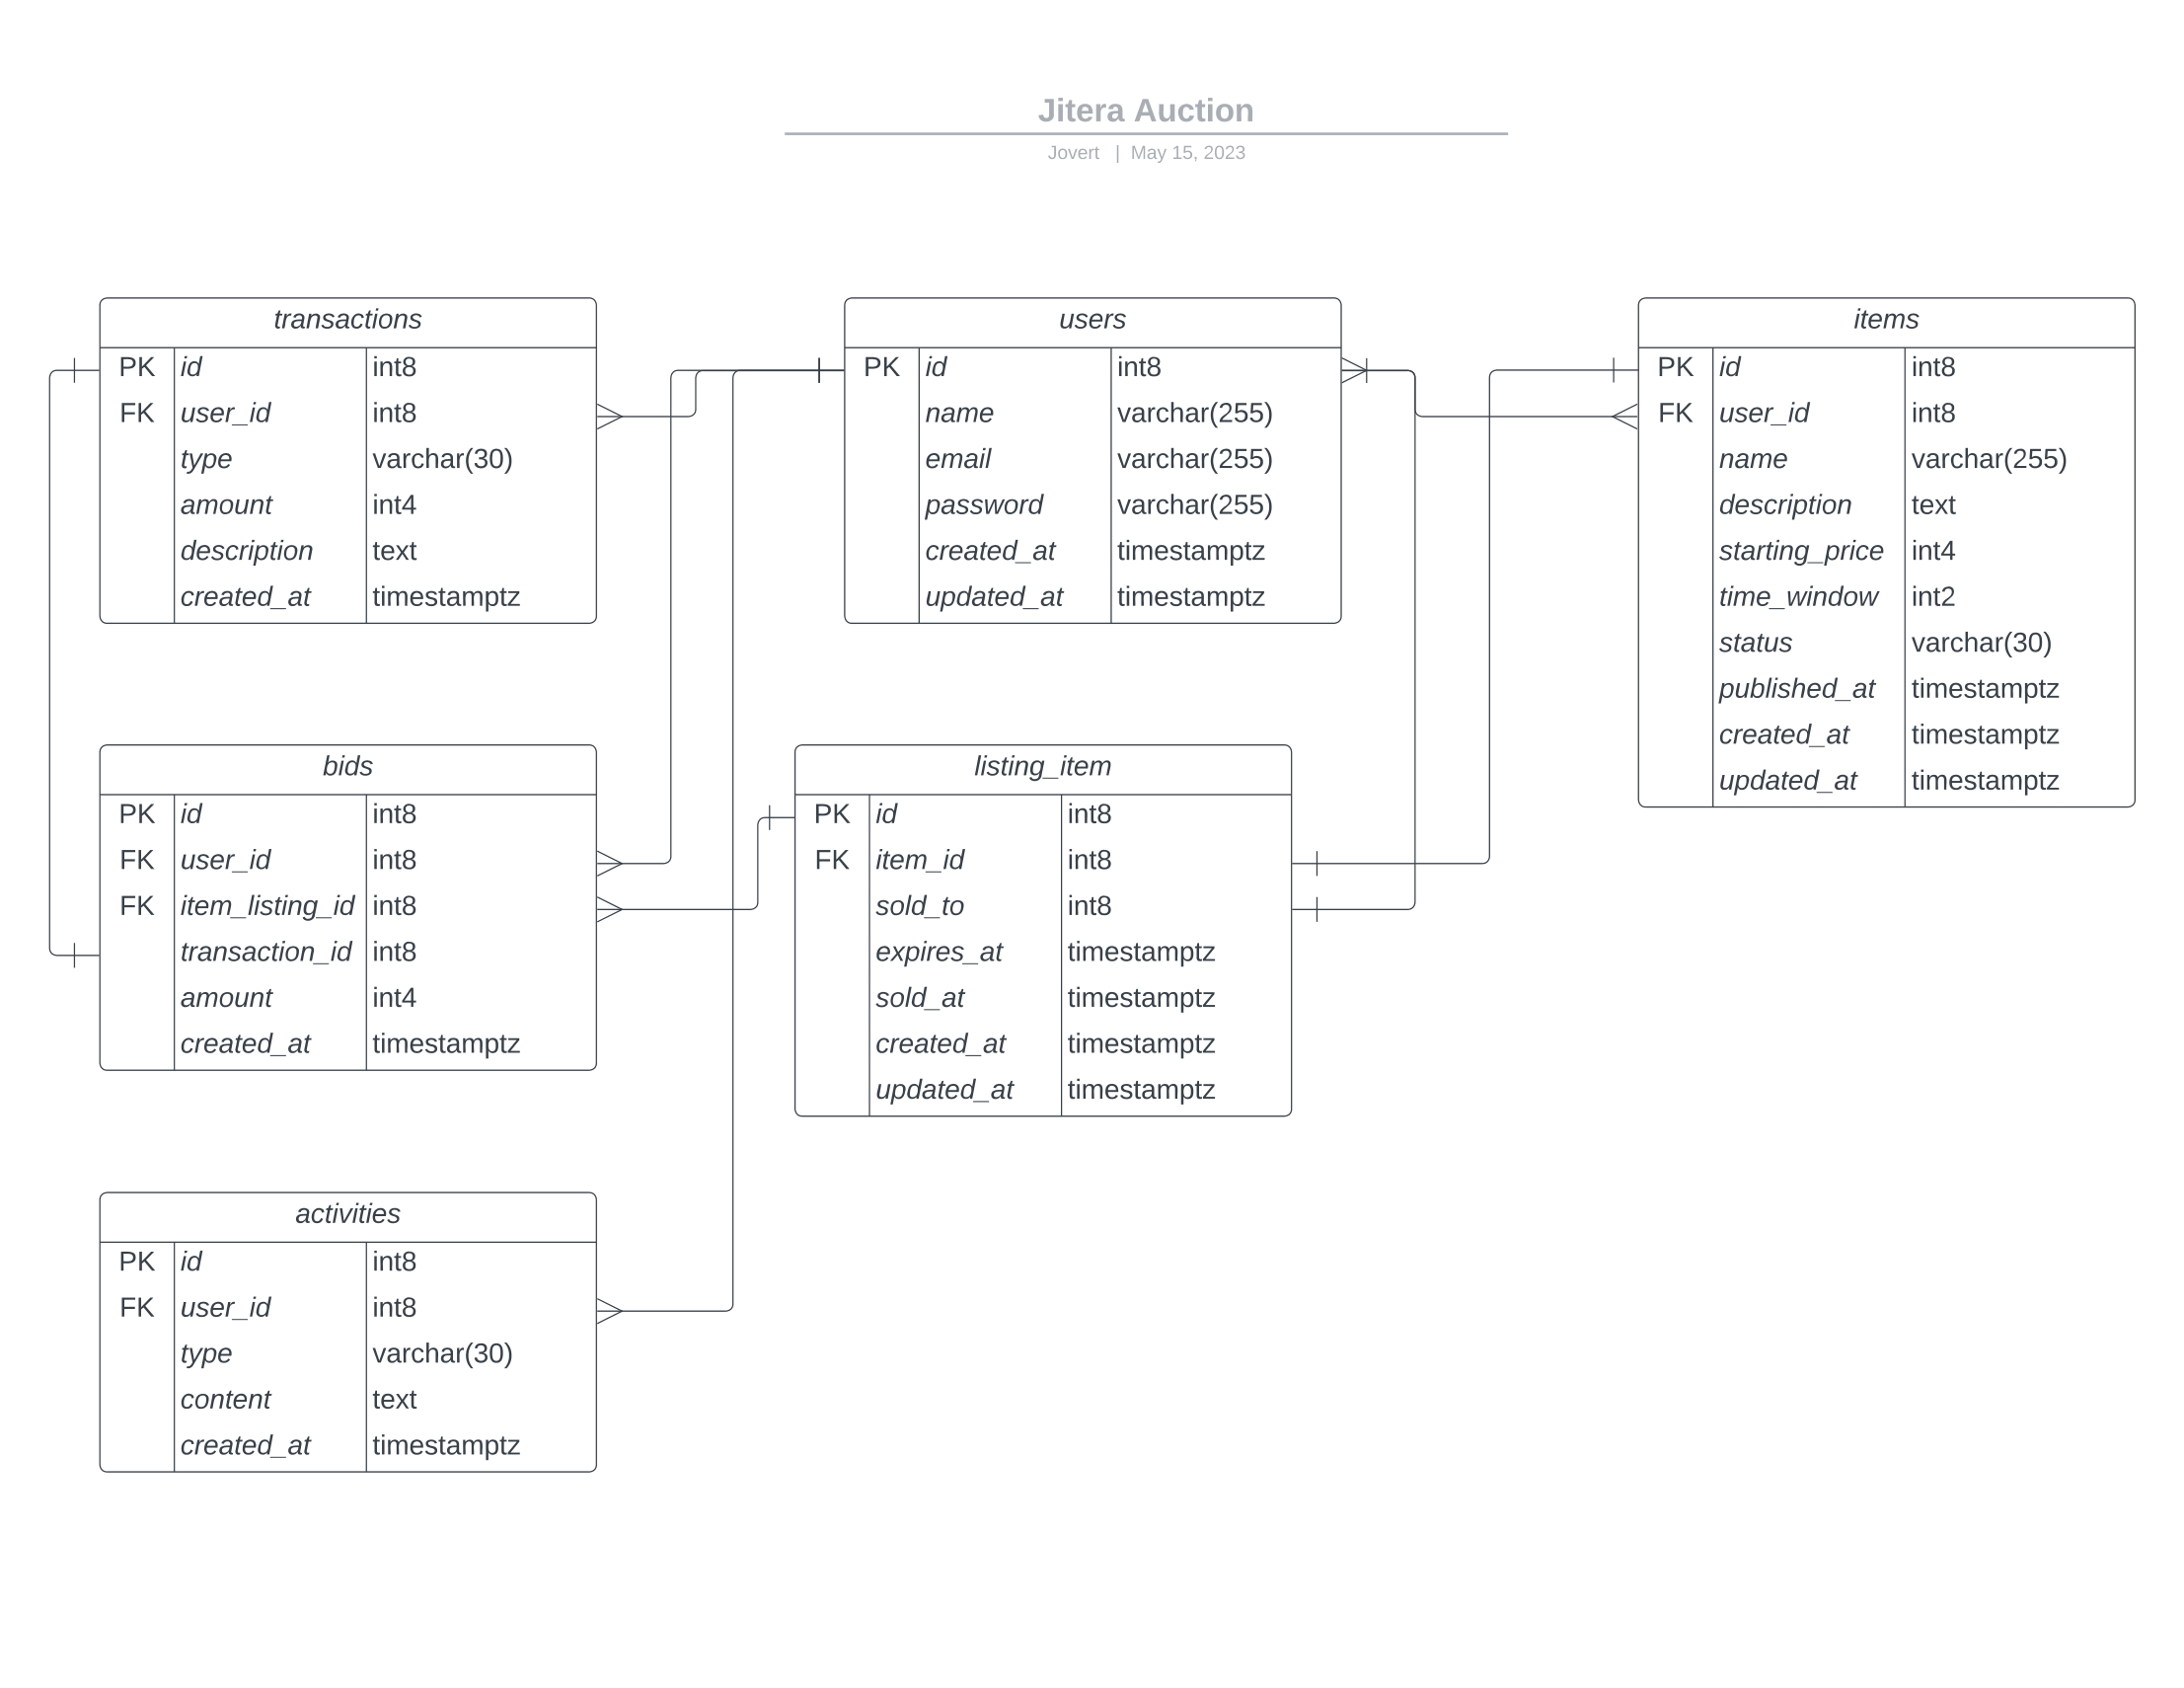 Jitera Auction
Jovert | May 15, 2023
transactions
PK id int8
FK user_id int8
type varchar(30)
amount int4
description text
created_at timestamptz
users
PK id int8
name varchar(255)
email varchar(255)
password varchar(255)
created_at timestamptz
updated_at timestamptz
items
PK id int8
FK user_id int8
name varchar(255)
description text
starting_price int4
time_window int2
status varchar(30)
published_at timestamptz
created_at timestamptz
updated_at timestamptz
bids
PK id int8
FK user_id int8
FK item_listing_id int8
transaction_id int8
amount int4
created_at timestamptz
listing_item
PK id int8
FK item_id int8
sold_to int8
expires_at timestamptz
sold_at timestamptz
created_at timestamptz
updated_at timestamptz
activities
PK id int8
FK user_id int8
type varchar(30)
content text
created_at timestamptz